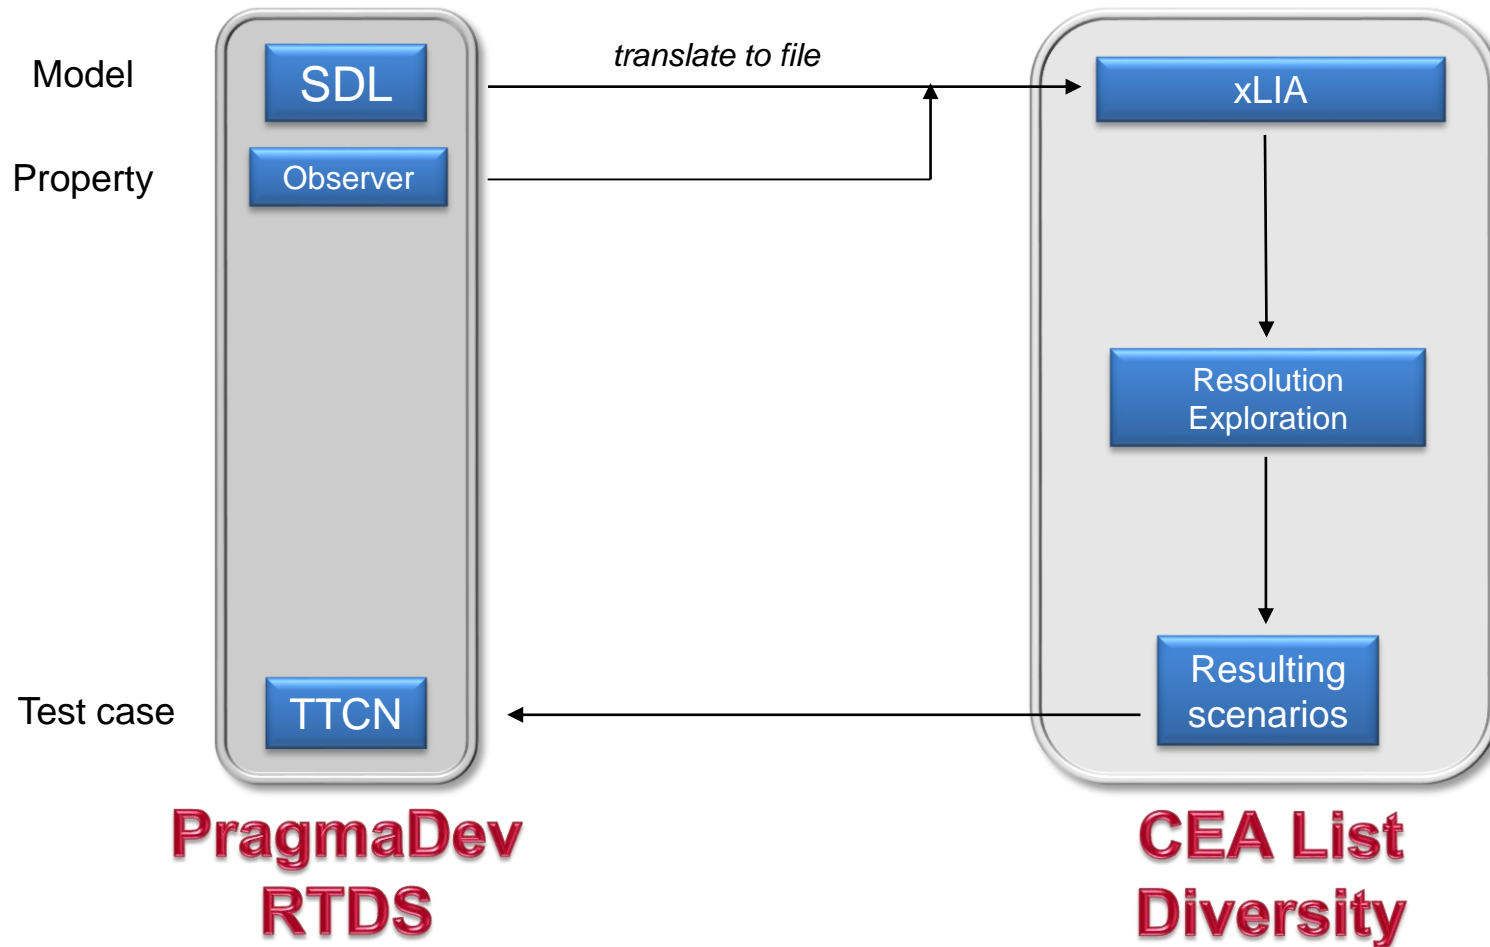 Model
SDL
translate to file
xLIA
Property
Observer
Resolution
Exploration
Test case
TTCN
Resulting
scenarios
PragmaDev
RTDS
CEA List
Diversity